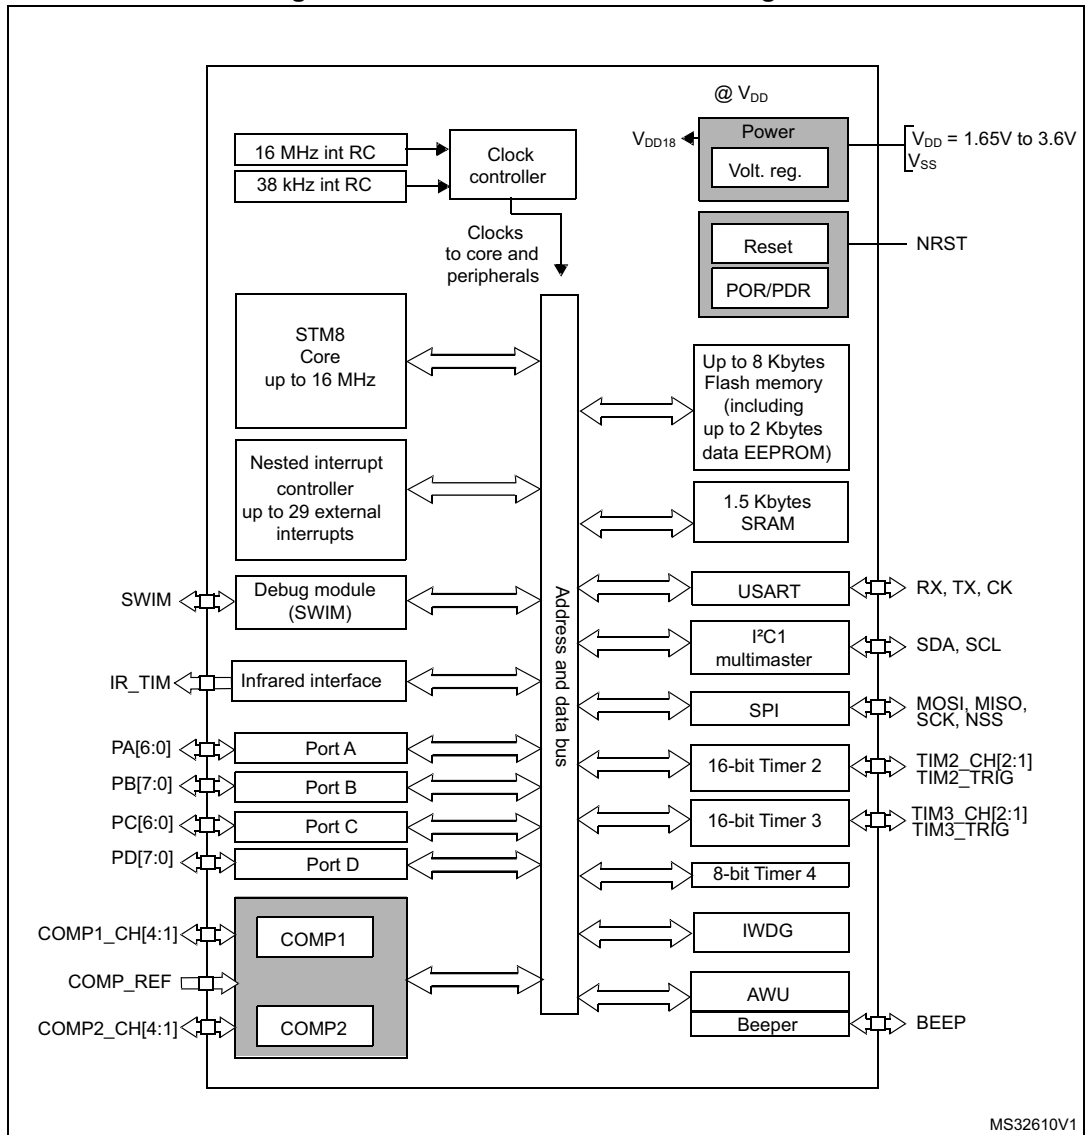 @ VDD
16 MHz int RC
38 kHz int RC
Clock
controller
Clocks
to core and
peripherals
VDD18
Power
Volt. reg.
VDD = 1.65V to 3.6V
VSS
Reset
POR/PDR
NRST
STM8
Core
up to 16 MHz
Nested interrupt
controller
up to 29 external
interrupts
SWIM
Debug module
(SWIM)
IR_TIM
Infrared interface
PA[6:0]
Port A
PB[7:0]
Port B
PC[6:0]
Port C
PD[7:0]
Port D
COMP1_CH[4:1]
COMP1
COMP_REF
COMP2_CH[4:1]
COMP2
Address and data bus
Up to 8 Kbytes
Flash memory
(including
up to 2 Kbytes
data EEPROM)
1.5 Kbytes
SRAM
USART
RX, TX, CK
I²C1
multimaster
SDA, SCL
SPI
MOSI, MISO,
SCK, NSS
16-bit Timer 2
TIM2_CH[2:1]
TIM2_TRIG
16-bit Timer 3
TIM3_CH[2:1]
TIM3_TRIG
8-bit Timer 4
IWDG
AWU
Beeper
BEEP
MS32610V1